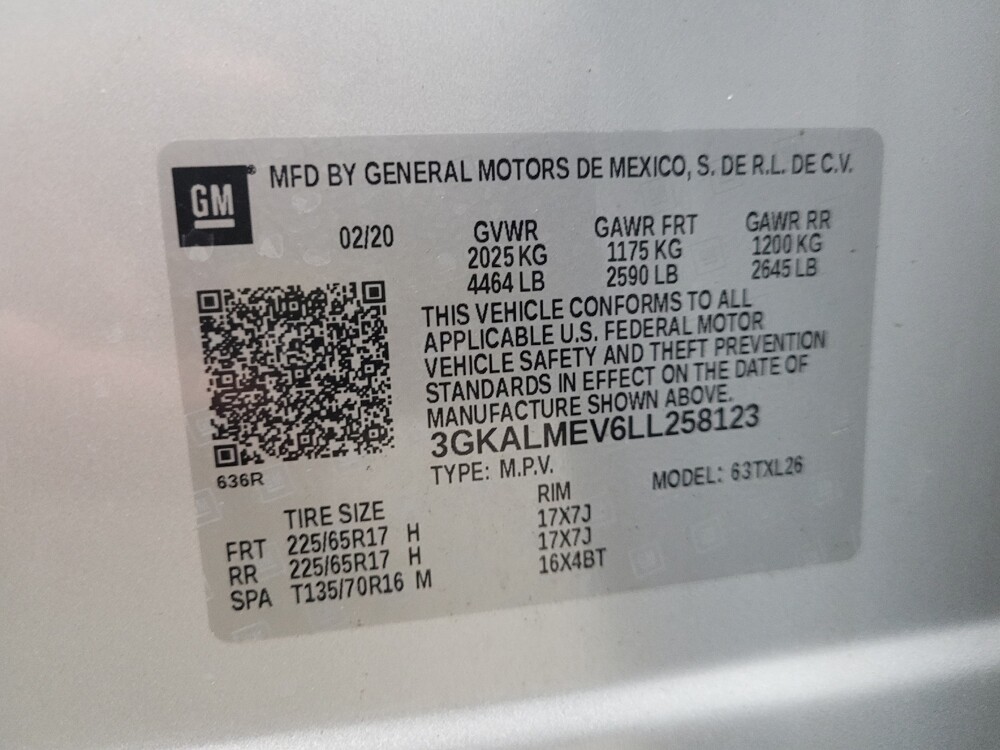 GM® MFD BY GENERAL MOTORS DE MEXICO, S. DE R.L. DE C.V.
02/20 GVWR GAWR FRT GAWR RR
2025 KG 1175 KG 1200 KG
4464 LB 2590 LB 2645 LB
THIS VEHICLE CONFORMS TO ALL
APPLICABLE U.S. FEDERAL MOTOR
VEHICLE SAFETY AND THEFT PREVENTION
STANDARDS IN EFFECT ON THE DATE OF
MANUFACTURE SHOWN ABOVE.
3GKALMEV6LL258123
636R TYPE: M.P.V. MODEL: 63TXL26
TIRE SIZE RIM
FRT 225/65R17 H 17X7J
RR 225/65R17 H 17X7J
SPA T135/70R16 M 16X4BT